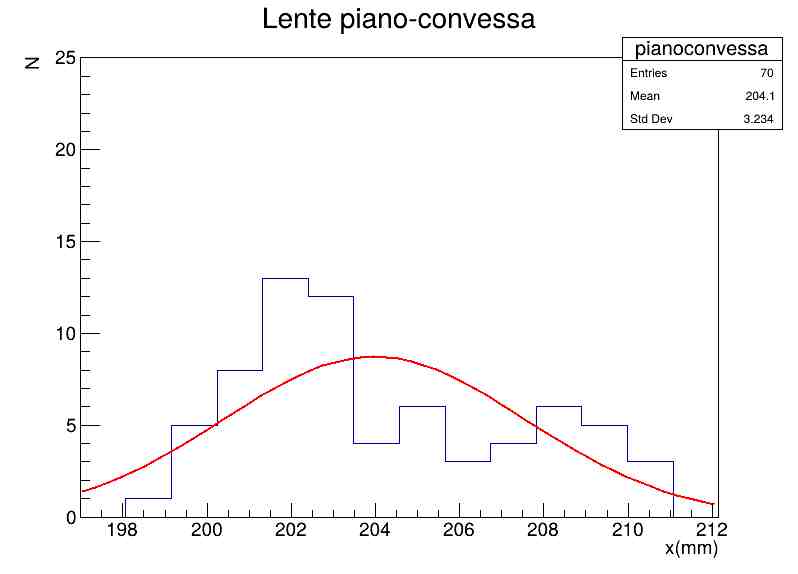 Lente piano-convessa
pianoconvessa
Entries 70
Mean 204.1
Std Dev 3.234
N
25
20
15
10
5
0
198 200 202 204 206 208 210 212
x(mm)